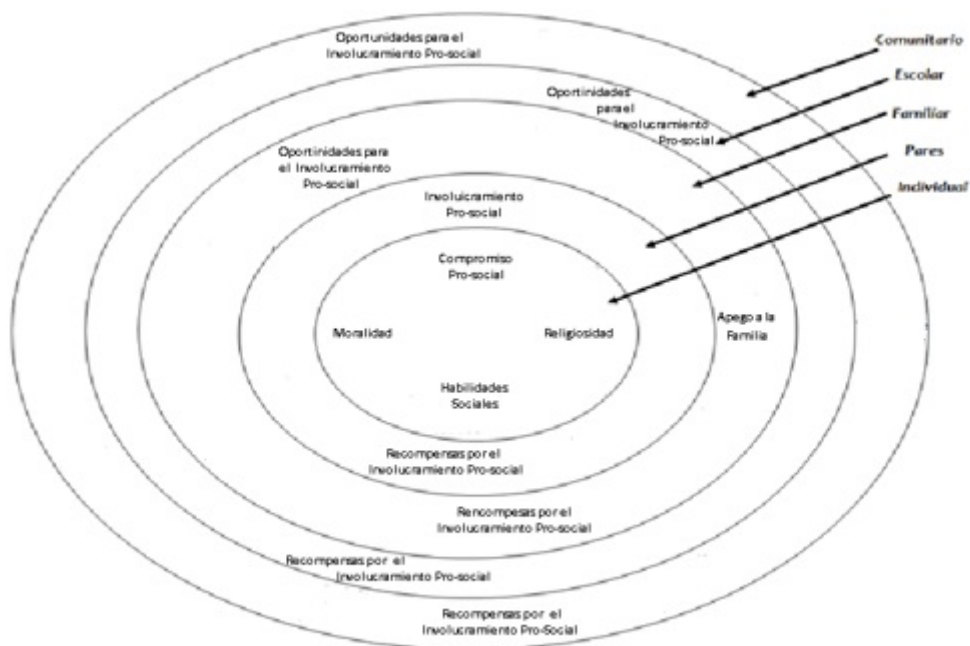 Oportunidades para el
Involucramiento Pro-social
Comunitario
Escolar
Familiar
Pares
Individual
Oportinidades
para el
Involucramiento
Pro-social
Oportinidades para
el Involucramiento
Pro-social
Involuicramiento
Pro-social
Compromiso
Pro-social
Moralidad
Religiosidad
Apego a la
Familia
Habilidades
Sociales
Recompensas por el
Involucramiento Pro-social
Rencompesas por el
Involucramiento Pro-social
Recompensas por el
Involucramiento Pro-social
Recompensas por el
Involucramiento Pro-Social